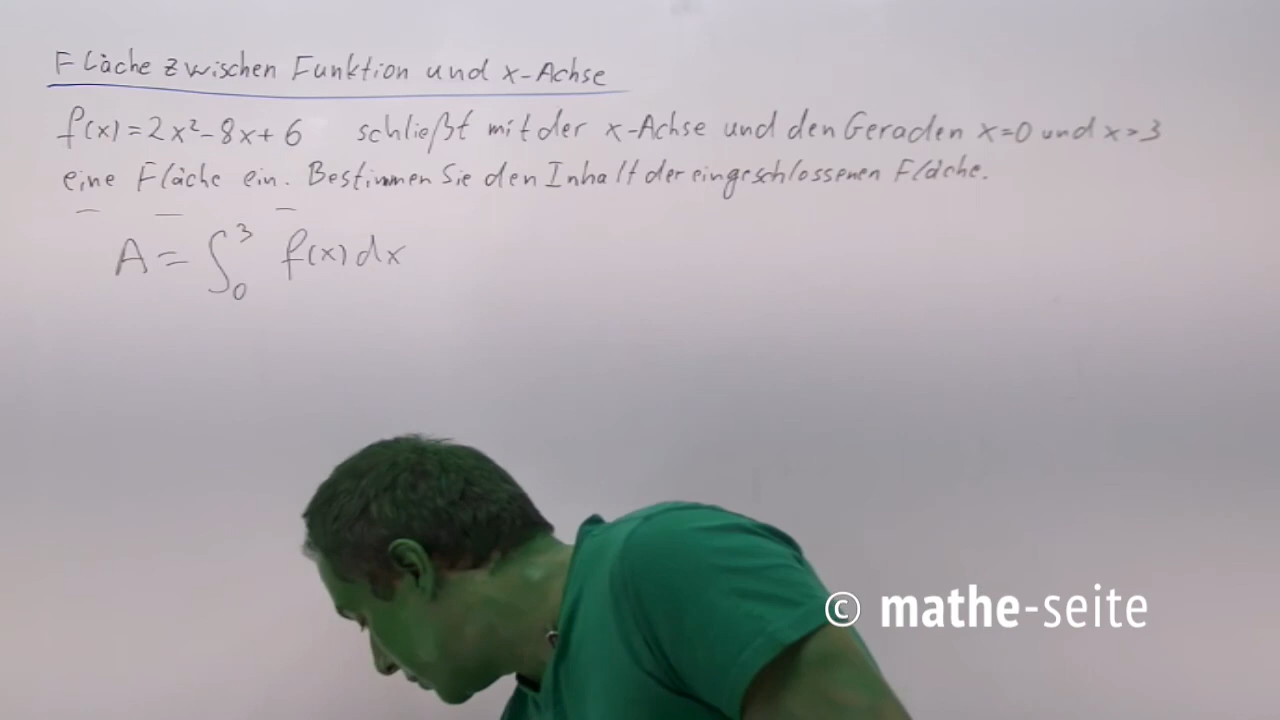 Fläche zwischen Funktion und x-Achse
f(x)=2x²-8x+6 schließt mit der x-Achse und den Geraden x=0 und x=3
eine Fläche ein. Bestimmen Sie den Inhalt der eingeschlossenen Fläche.
A = ∫₀³ f(x)dx
© mathe-seite